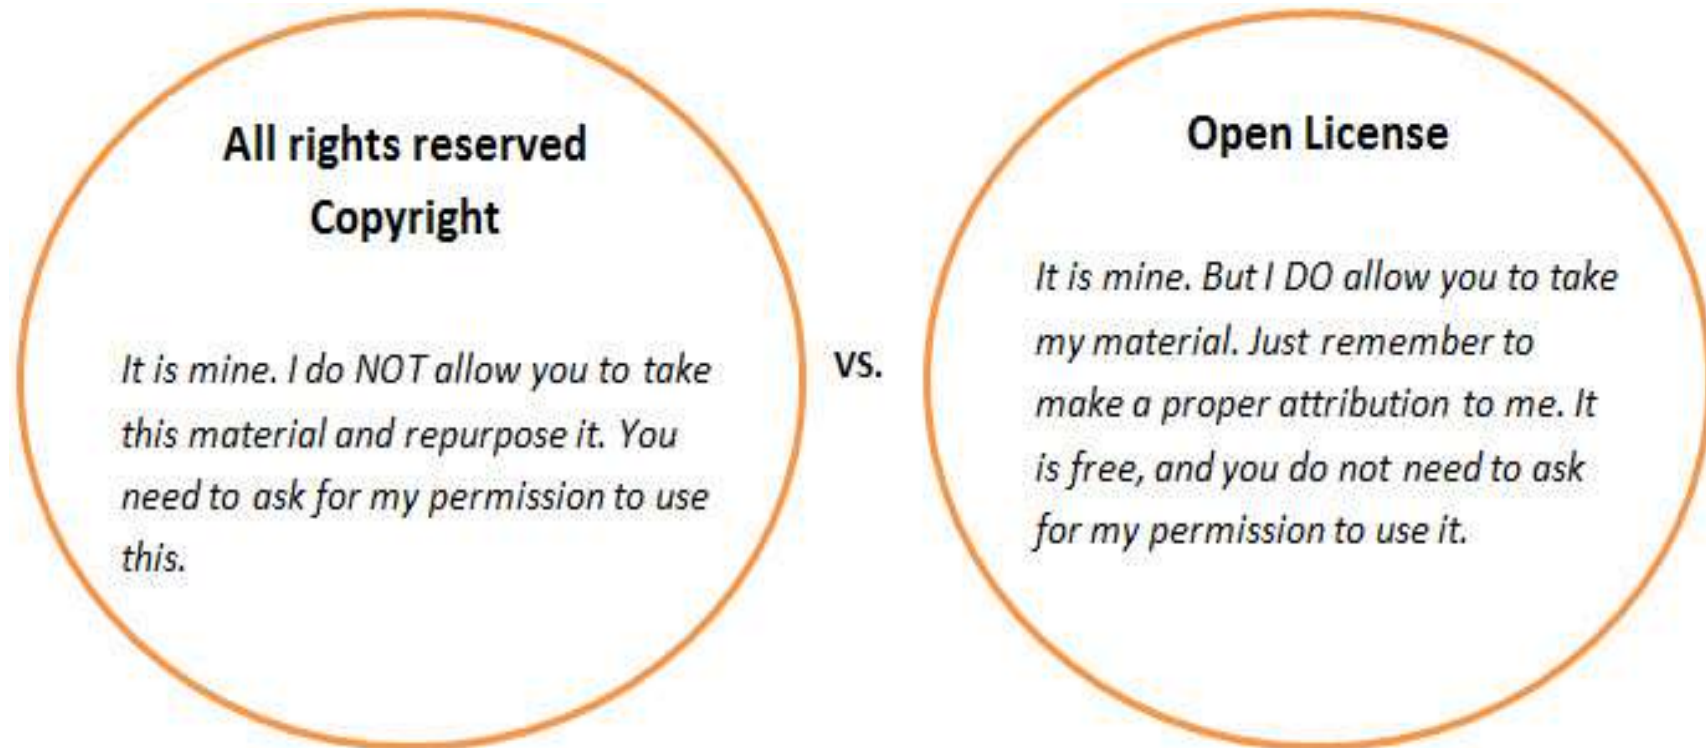 All rights reserved
Copyright
It is mine. I do NOT allow you to take
this material and repurpose it. You
need to ask for my permission to use
this.
vs.
Open License
It is mine. But I DO allow you to take
my material. Just remember to
make a proper attribution to me. It
is free, and you do not need to ask
for my permission to use it.